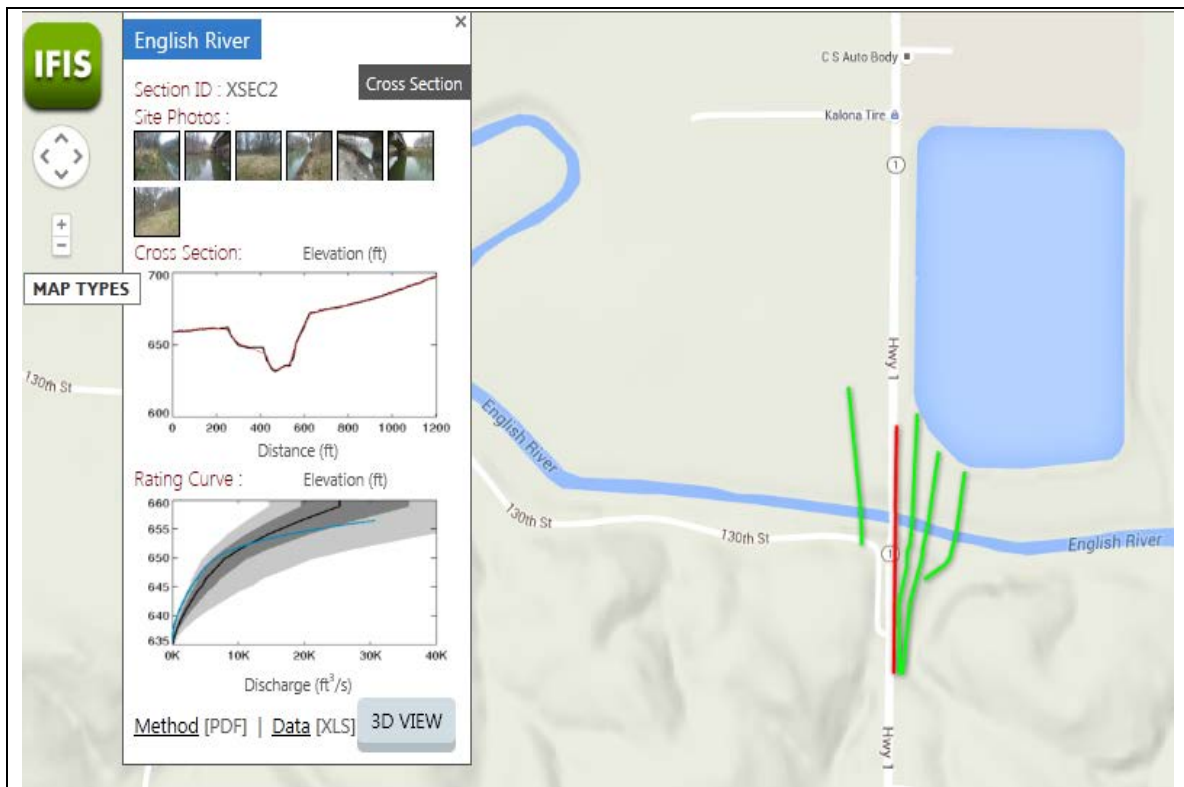 IFIS
MAP TYPES
×
English River
Cross Section
Section ID : XSEC2
Site Photos :
Cross Section: Elevation (ft)
700
650
600
0 200 400 600 800 1000 1200
Distance (ft)
Rating Curve : Elevation (ft)
660
655
650
645
640
635
0K 10K 20K 30K 40K
Discharge (ft³/s)
Method [PDF] | Data [XLS]
3D VIEW
C S Auto Body
Kalona Tire
1
Hwy 1
130th St
English River
130th St
130th St
1
English River
Hwy 1